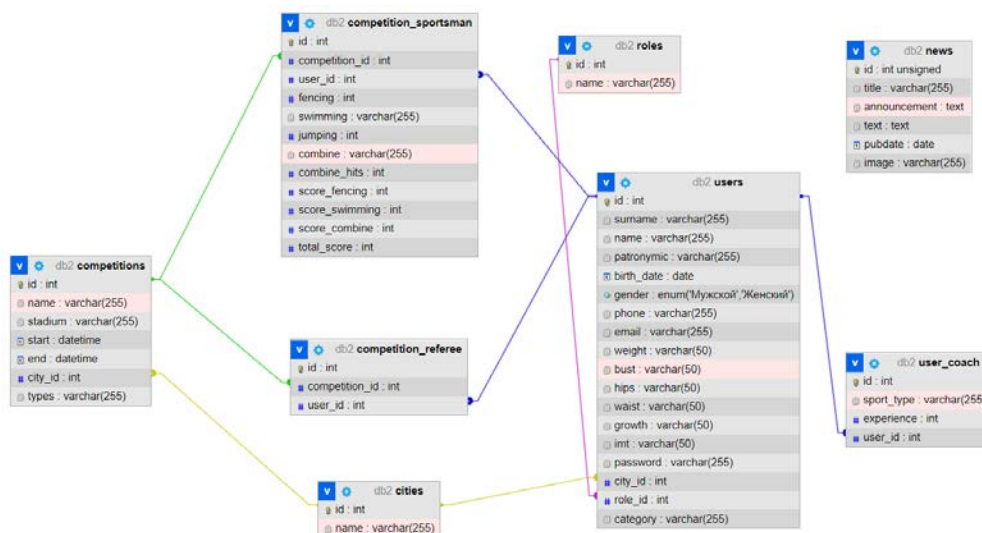 db2 competition_sportsman
id : int
competition_id : int
user_id : int
fencing : int
swimming : varchar(255)
jumping : int
combine : varchar(255)
combine_hits : int
score_fencing : int
score_swimming : int
score_combine : int
total_score : int
db2 roles
id : int
name : varchar(255)
db2 news
id : int unsigned
title : varchar(255)
announcement : text
text : text
pubdate : date
image : varchar(255)
db2 users
id : int
surname : varchar(255)
name : varchar(255)
patronymic : varchar(255)
birth_date : date
gender : enum('Мужской','Женский')
phone : varchar(255)
email : varchar(255)
weight : varchar(50)
bust : varchar(50)
hips : varchar(50)
waist : varchar(50)
growth : varchar(50)
imt : varchar(50)
password : varchar(255)
city_id : int
role_id : int
category : varchar(255)
db2 competitions
id : int
name : varchar(255)
stadium : varchar(255)
start : datetime
end : datetime
city_id : int
types : varchar(255)
db2 competition_referee
id : int
competition_id : int
user_id : int
db2 user_coach
id : int
sport_type : varchar(255
experience : int
user_id : int
db2 cities
id : int
name : varchar(255)